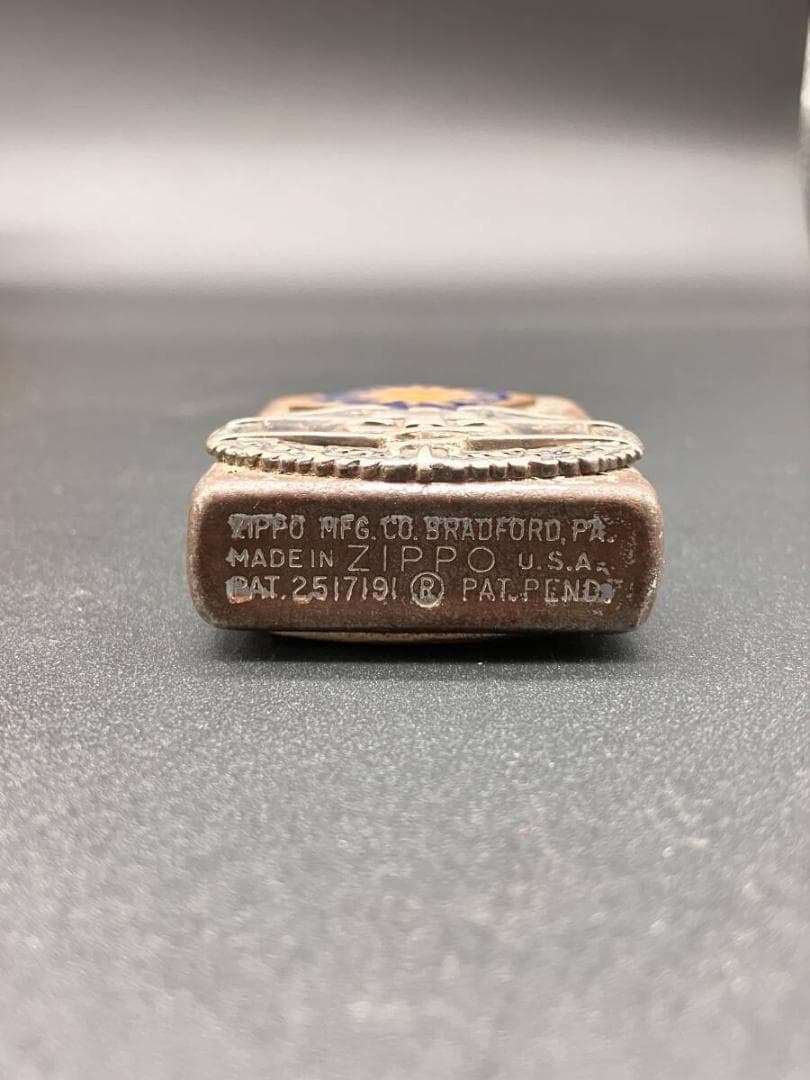 ZIPPO MFG. CO. BRADFORD, PA.
MADE IN ZIPPO U.S.A.
PAT. 2517191 ® PAT. PEND.